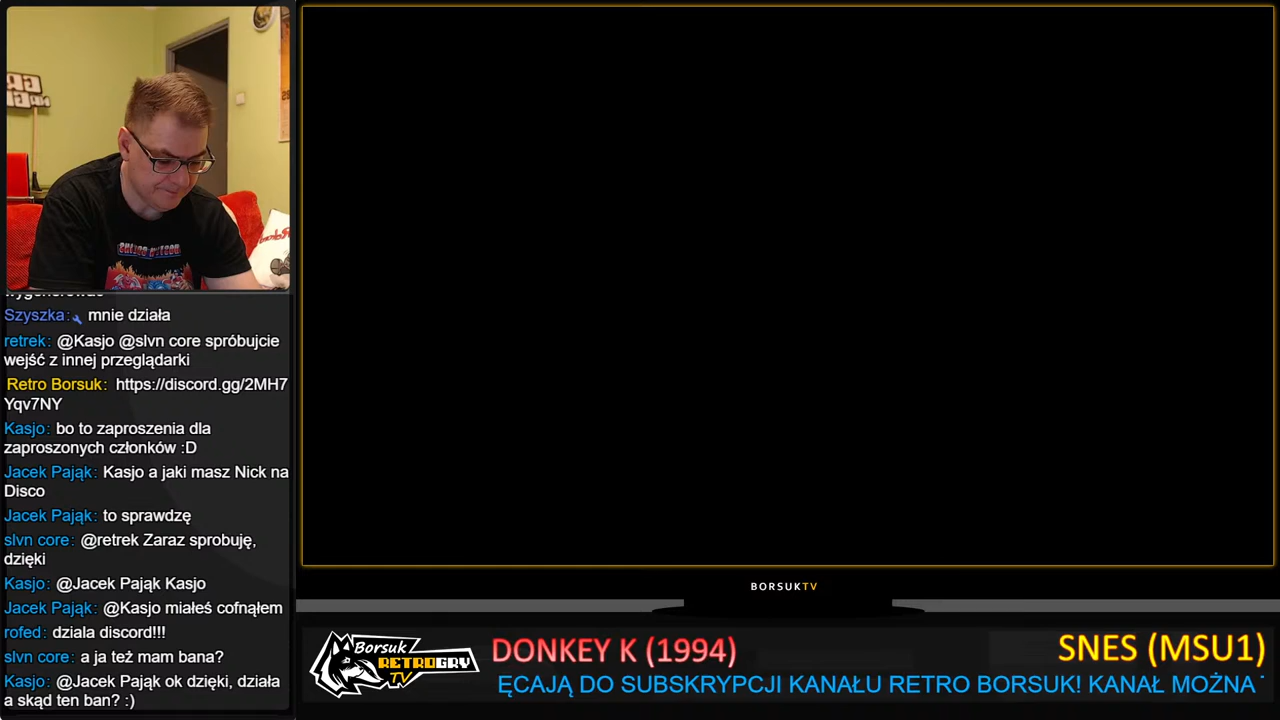 Szyszka: mnie działa
retrek: @Kasjo @slvn core spróbujcie
wejść z innej przeglądarki
Retro Borsuk: https://discord.gg/2MH7
Yqv7NY
Kasjo: bo to zaproszenia dla
zaproszonych członków :D
Jacek Pająk: Kasjo a jaki masz Nick na
Disco
Jacek Pająk: to sprawdzę
slvn core: @retrek Zaraz sprobuję,
dzięki
Kasjo: @Jacek Pająk Kasjo
Jacek Pająk: @Kasjo miałeś cofnąłem
rofed: dziala discord!!!
slvn core: a ja też mam bana?
Kasjo: @Jacek Pająk ok dzięki, działa
a skąd ten ban? :)
BORSUKTV
Borsuk
RETROGRY
TV
DONKEY K (1994)
SNES (MSU1)
ĘCAJĄ DO SUBSKRYPCJI KANAŁU RETRO BORSUK! KANAŁ MOŻNA